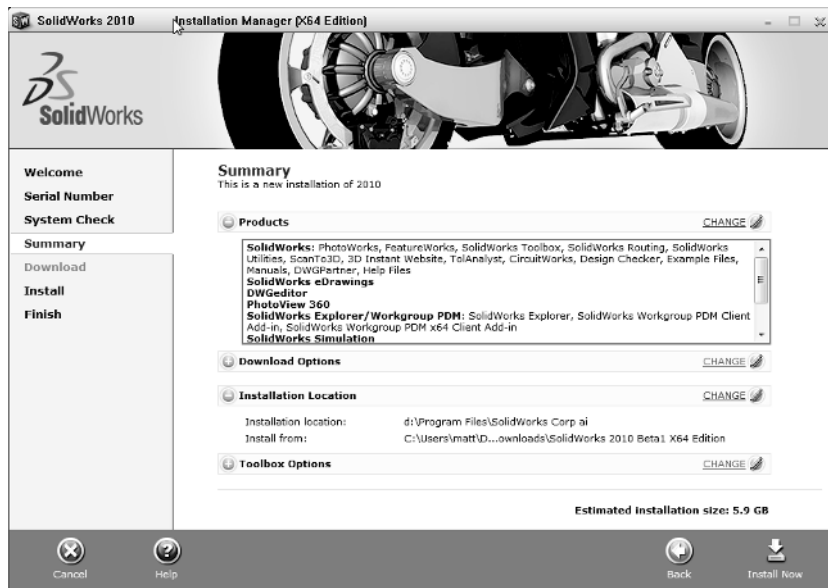 SolidWorks 2010 Installation Manager (X64 Edition)
SolidWorks
Welcome
Serial Number
System Check
Summary
Download
Install
Finish
Summary
This is a new installation of 2010
Products CHANGE
SolidWorks: PhotoWorks, FeatureWorks, SolidWorks Toolbox, SolidWorks Routing, SolidWorks
Utilities, ScanTo3D, 3D Instant Website, TolAnalyst, CircuitWorks, Design Checker, Example Files,
Manuals, DWGPartner, Help Files
SolidWorks eDrawings
DWGeditor
PhotoView 360
SolidWorks Explorer/Workgroup PDM: SolidWorks Explorer, SolidWorks Workgroup PDM Client
Add-in, SolidWorks Workgroup PDM x64 Client Add-in
SolidWorks Simulation
Download Options CHANGE
Installation Location CHANGE
Installation location: d:\Program Files\SolidWorks Corp ai
Install from: C:\Users\matt\D...ownloads\SolidWorks 2010 Beta1 X64 Edition
Toolbox Options CHANGE
Estimated installation size: 5.9 GB
Cancel
Help
Back
Install Now